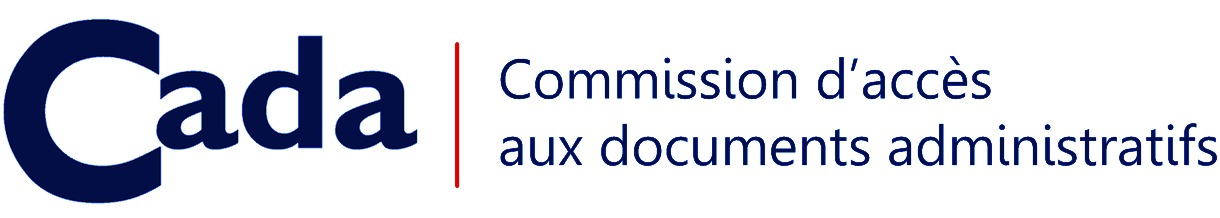 Cada
Commission d’accès
aux documents administratifs